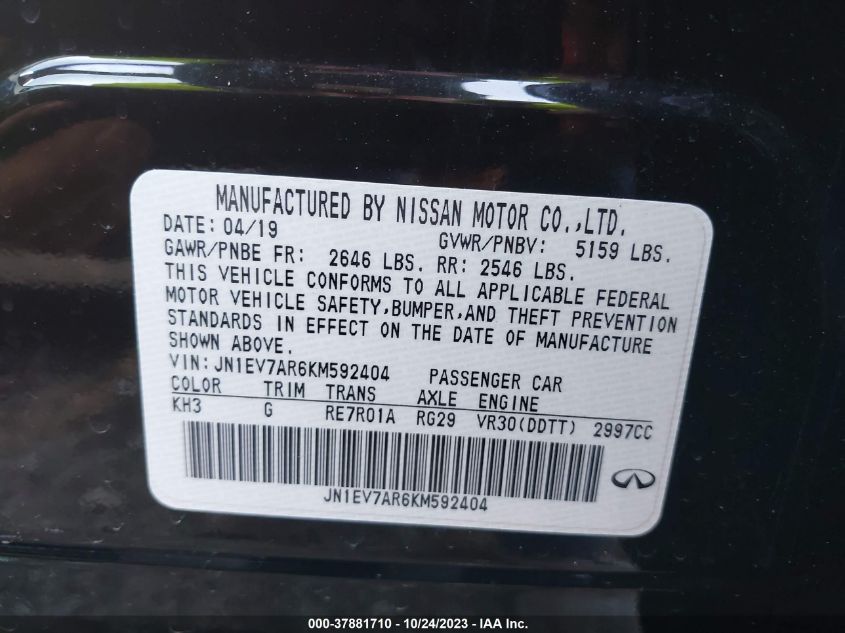 MANUFACTURED BY NISSAN MOTOR CO.,LTD.
DATE: 04/19 GVWR/PNBV: 5159 LBS.
GAWR/PNBE FR: 2646 LBS. RR: 2546 LBS.
THIS VEHICLE CONFORMS TO ALL APPLICABLE FEDERAL
MOTOR VEHICLE SAFETY,BUMPER,AND THEFT PREVENTION
STANDARDS IN EFFECT ON THE DATE OF MANUFACTURE
SHOWN ABOVE.
VIN:JN1EV7AR6KM592404 PASSENGER CAR
COLOR TRIM TRANS AXLE ENGINE
KH3 G RE7R01A RG29 VR30(DDTT) 2997CC
JN1EV7AR6KM592404
000-37881710 - 10/24/2023 - IAA Inc.